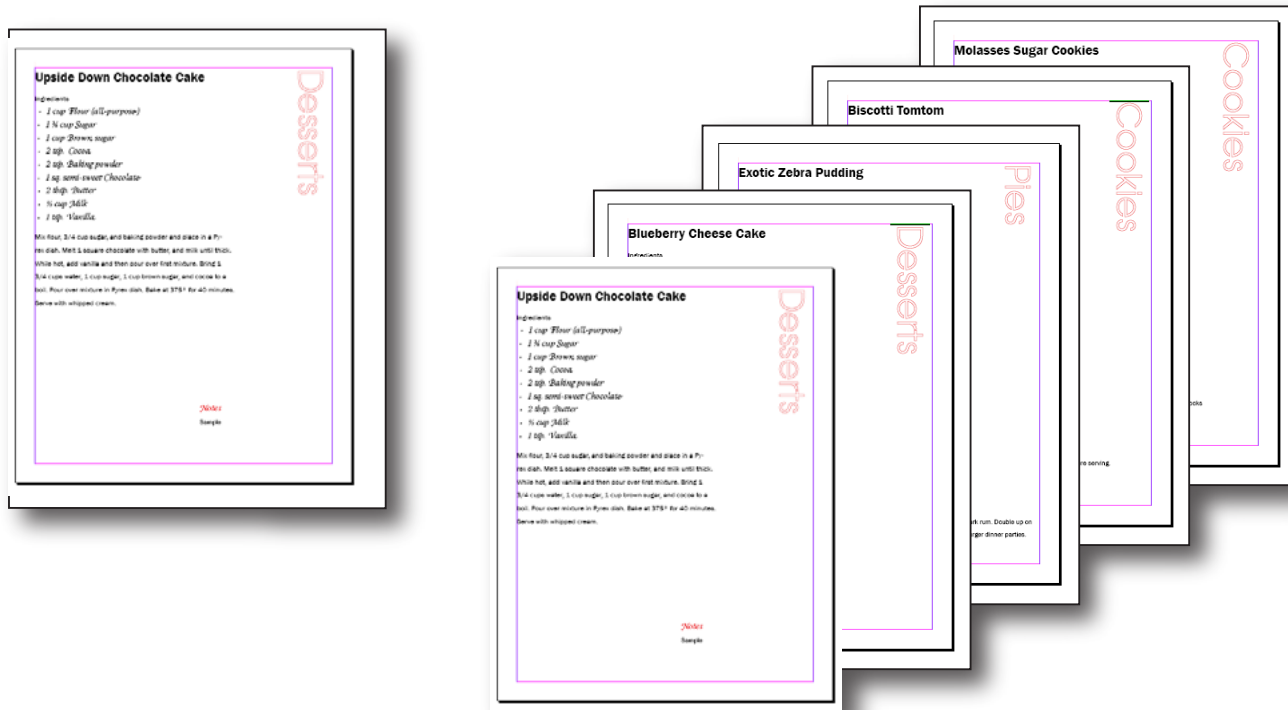 Upside Down Chocolate Cake
Desserts
Ingredients
- 1 cup Flour (all-purpose)
- 1 ¾ cup Sugar
- 1 cup Brown sugar
- 2 tsp. Cocoa
- 2 tsp. Baking powder
- 1 sq. semi-sweet Chocolate
- 2 tbsp. Butter
- ½ cup Milk
- 1 tsp. Vanilla
Mix flour, 3/4 cup sugar, and baking powder and place in a Py-
rex dish. Melt 1 square chocolate with butter, and milk until thick.
While hot, add vanilla and then pour over first mixture. Bring 1
3/4 cups water, 1 cup sugar, 1 cup brown sugar, and cocoa to a
boil. Pour over mixture in Pyrex dish. Bake at 375° for 40 minutes.
Serve with whipped cream.
Notes
Sample
Molasses Sugar Cookies
Cookies
ooks
Biscotti Tomtom
Cookies
re serving.
Exotic Zebra Pudding
Pies
rk rum. Double up on
rger dinner parties.
Blueberry Cheese Cake
Desserts
Ingredients
Upside Down Chocolate Cake
Desserts
Ingredients
- 1 cup Flour (all-purpose)
- 1 ¾ cup Sugar
- 1 cup Brown sugar
- 2 tsp. Cocoa
- 2 tsp. Baking powder
- 1 sq. semi-sweet Chocolate
- 2 tbsp. Butter
- ½ cup Milk
- 1 tsp. Vanilla
Mix flour, 3/4 cup sugar, and baking powder and place in a Py-
rex dish. Melt 1 square chocolate with butter, and milk until thick.
While hot, add vanilla and then pour over first mixture. Bring 1
3/4 cups water, 1 cup sugar, 1 cup brown sugar, and cocoa to a
boil. Pour over mixture in Pyrex dish. Bake at 375° for 40 minutes.
Serve with whipped cream.
Notes
Sample